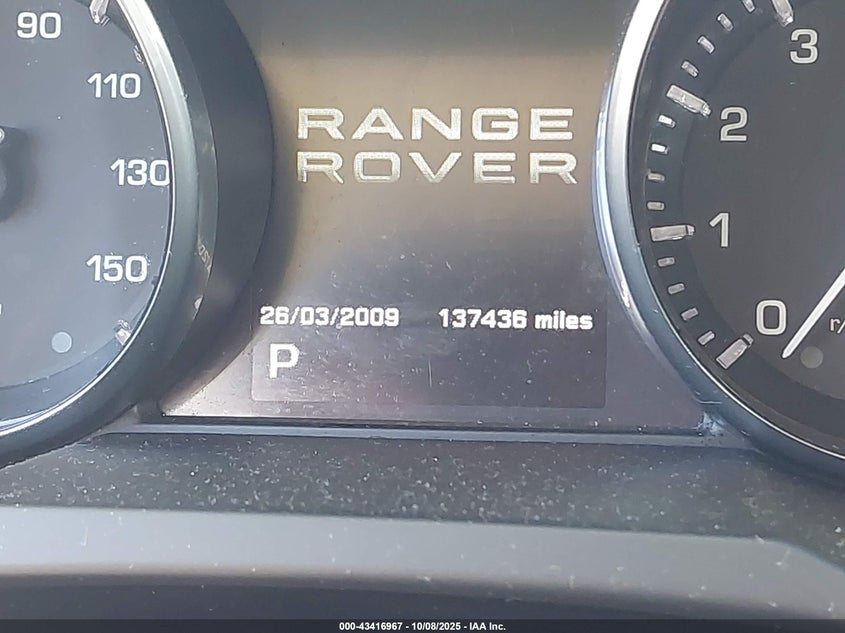 90
110
130
150
RANGE
ROVER
26/03/2009 137436 miles
P
3
2
1
0
r/
000-43416967 - 10/08/2025 - IAA Inc.